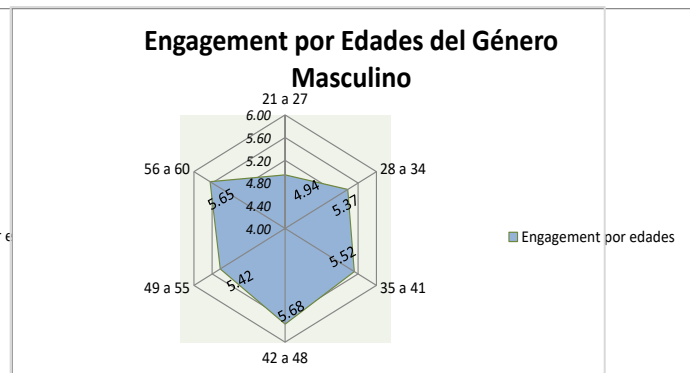 Engagement por Edades del Género
Masculino
21 a 27
6.00
5.60
5.20
4.80
4.40
4.00
56 a 60
28 a 34
4.94
5.65
5.37
5.52
5.42
5.68
49 a 55
35 a 41
42 a 48
Engagement por edades